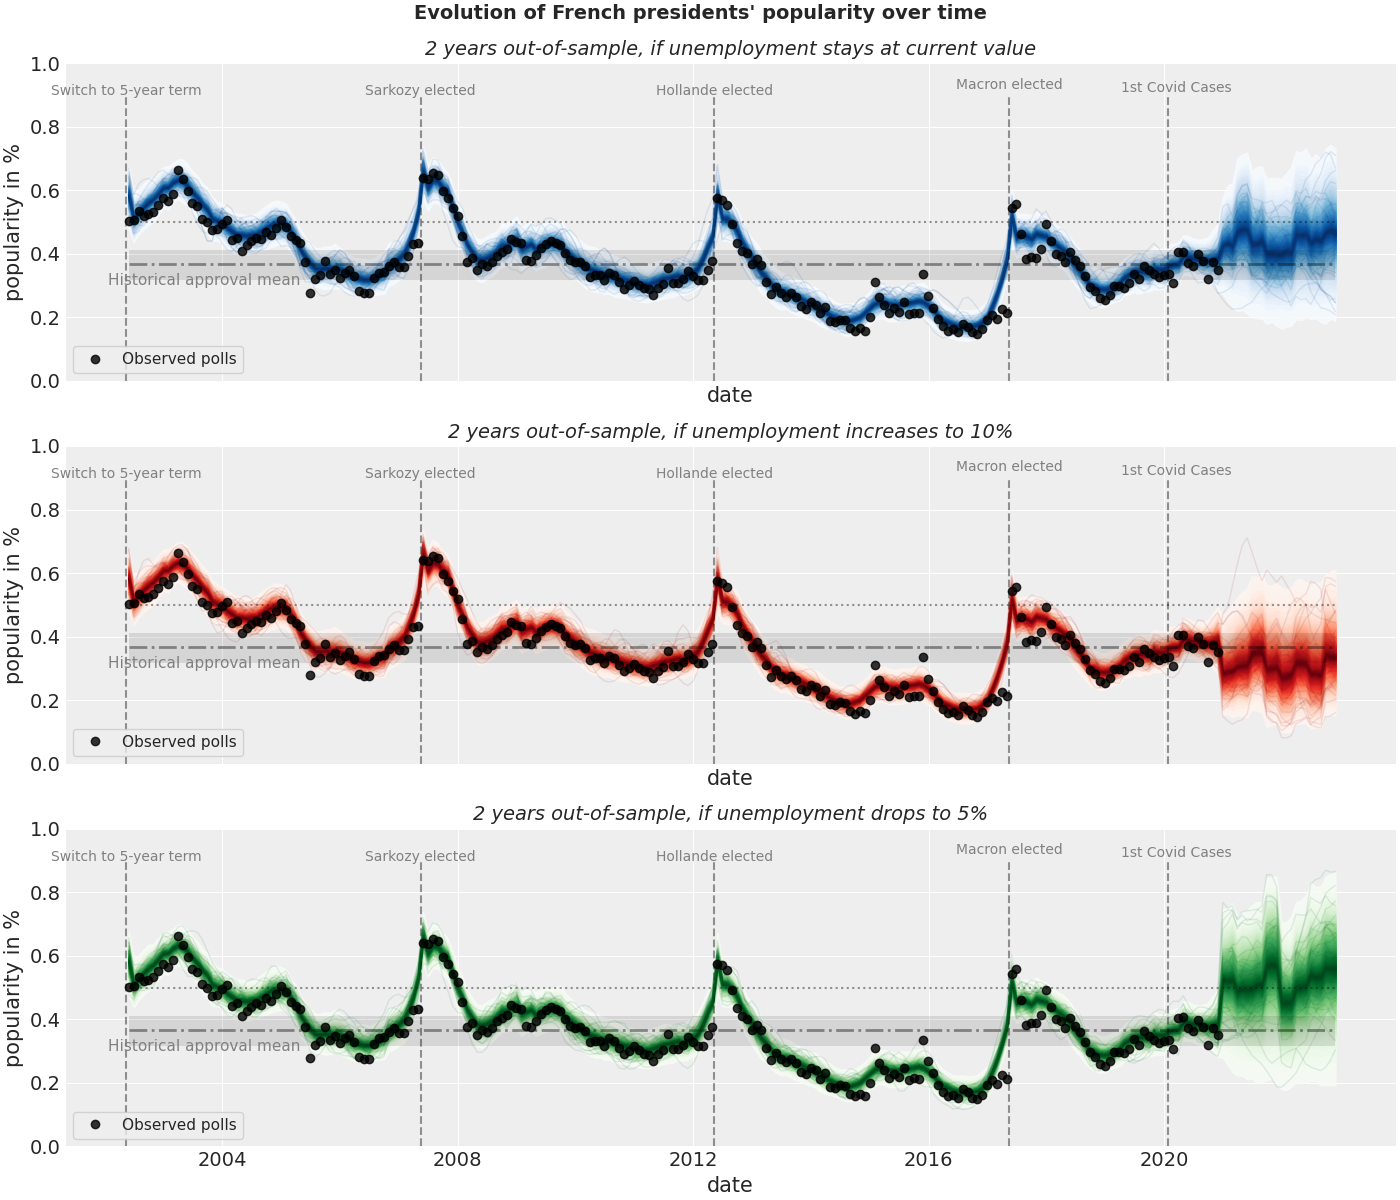 Evolution of French presidents' popularity over time
2 years out-of-sample, if unemployment stays at current value
1.0
Switch to 5-year term
Sarkozy elected
Hollande elected
Macron elected
1st Covid Cases
0.8
0.6
0.4
0.2
0.0
popularity in %
Historical approval mean
Observed polls
date
2 years out-of-sample, if unemployment increases to 10%
1.0
Switch to 5-year term
Sarkozy elected
Hollande elected
Macron elected
1st Covid Cases
0.8
0.6
0.4
0.2
0.0
popularity in %
Historical approval mean
Observed polls
date
2 years out-of-sample, if unemployment drops to 5%
1.0
Switch to 5-year term
Sarkozy elected
Hollande elected
Macron elected
1st Covid Cases
0.8
0.6
0.4
0.2
0.0
popularity in %
Historical approval mean
Observed polls
2004
2008
2012
2016
2020
date